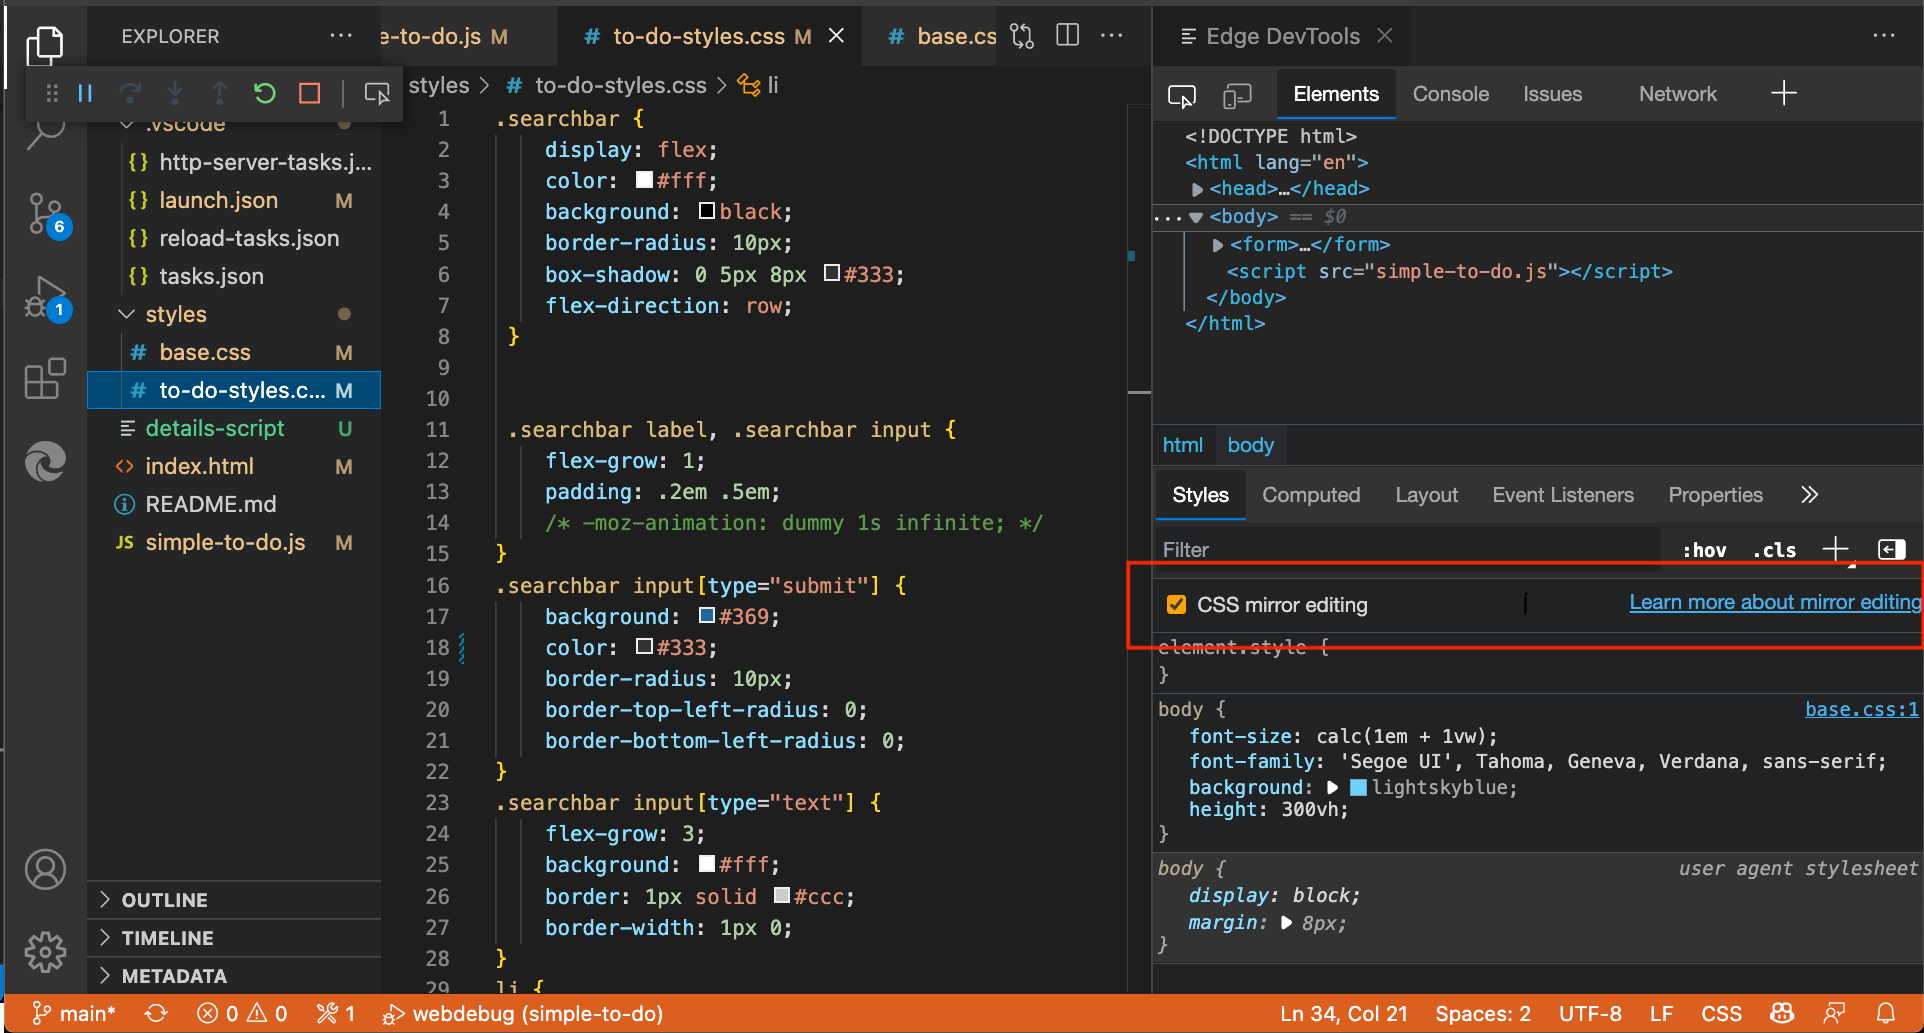 EXPLORER ···
.vscode
{} http-server-tasks.j...
{} launch.json M
{} reload-tasks.json
{} tasks.json
styles
# base.css M
# to-do-styles.c... M
details-script U
<> index.html M
README.md
JS simple-to-do.js M
OUTLINE
TIMELINE
METADATA
6
1
e-to-do.js M
# to-do-styles.css M
# base.cs
styles > # to-do-styles.css > li
1 .searchbar {
2 display: flex;
3 color: #fff;
4 background: black;
5 border-radius: 10px;
6 box-shadow: 0 5px 8px #333;
7 flex-direction: row;
8 }
9
10
11 .searchbar label, .searchbar input {
12 flex-grow: 1;
13 padding: .2em .5em;
14 /* -moz-animation: dummy 1s infinite; */
15 }
16 .searchbar input[type="submit"] {
17 background: #369;
18 color: #333;
19 border-radius: 10px;
20 border-top-left-radius: 0;
21 border-bottom-left-radius: 0;
22 }
23 .searchbar input[type="text"] {
24 flex-grow: 3;
25 background: #fff;
26 border: 1px solid #ccc;
27 border-width: 1px 0;
28 }
29 li {
Edge DevTools
Elements Console Issues Network
<!DOCTYPE html>
<html lang="en">
<head>…</head>
<body> == $0
<form>…</form>
<script src="simple-to-do.js"></script>
</body>
</html>
html body
Styles Computed Layout Event Listeners Properties
Filter :hov .cls
CSS mirror editing Learn more about mirror editing
element.style {
}
body { base.css:1
font-size: calc(1em + 1vw);
font-family: 'Segoe UI', Tahoma, Geneva, Verdana, sans-serif;
background: lightskyblue;
height: 300vh;
}
body { user agent stylesheet
display: block;
margin: 8px;
}
main* 0 0 1 webdebug (simple-to-do) Ln 34, Col 21 Spaces: 2 UTF-8 LF CSS